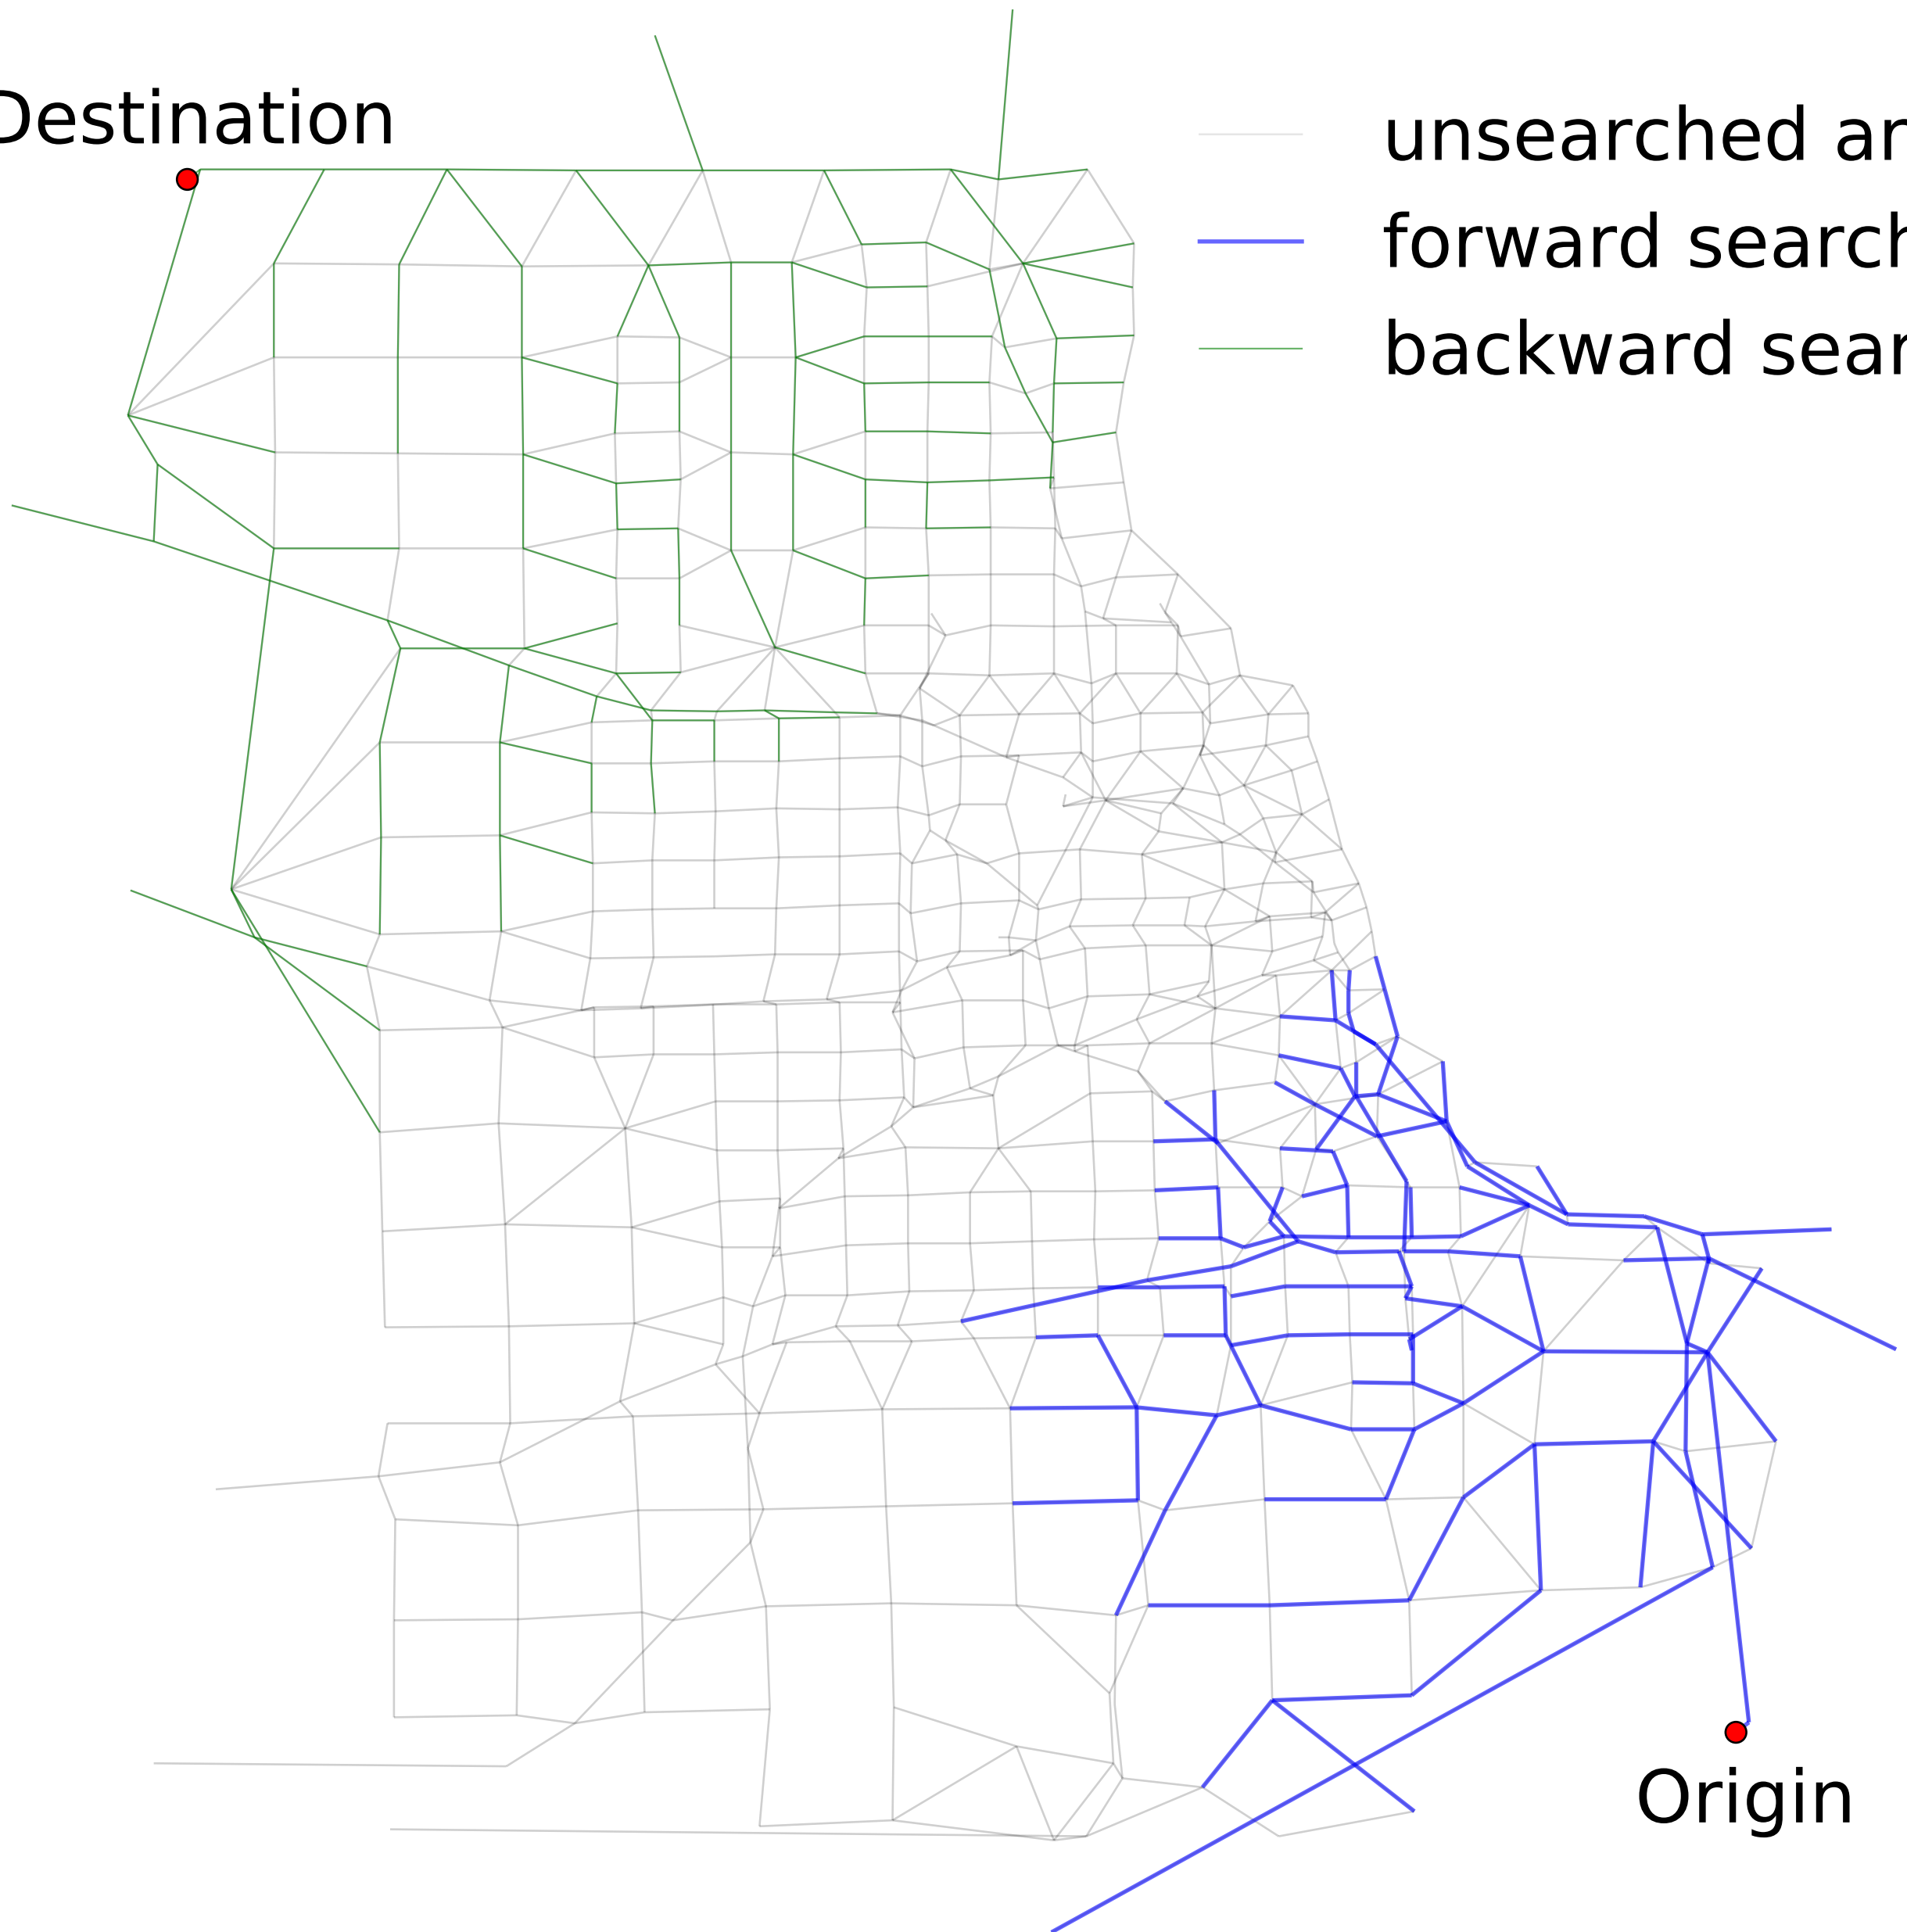 Destination
unsearched ar
forward search
backward sear
Origin